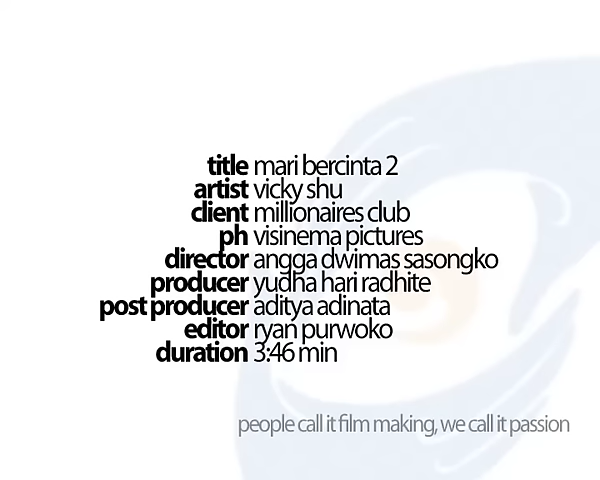 title mari bercinta 2
artist vicky shu
client millionaires club
ph visinema pictures
director angga dwimas sasongko
producer yudha hari radhite
post producer aditya adinata
editor ryan purwoko
duration 3:46 min
people call it film making, we call it passion